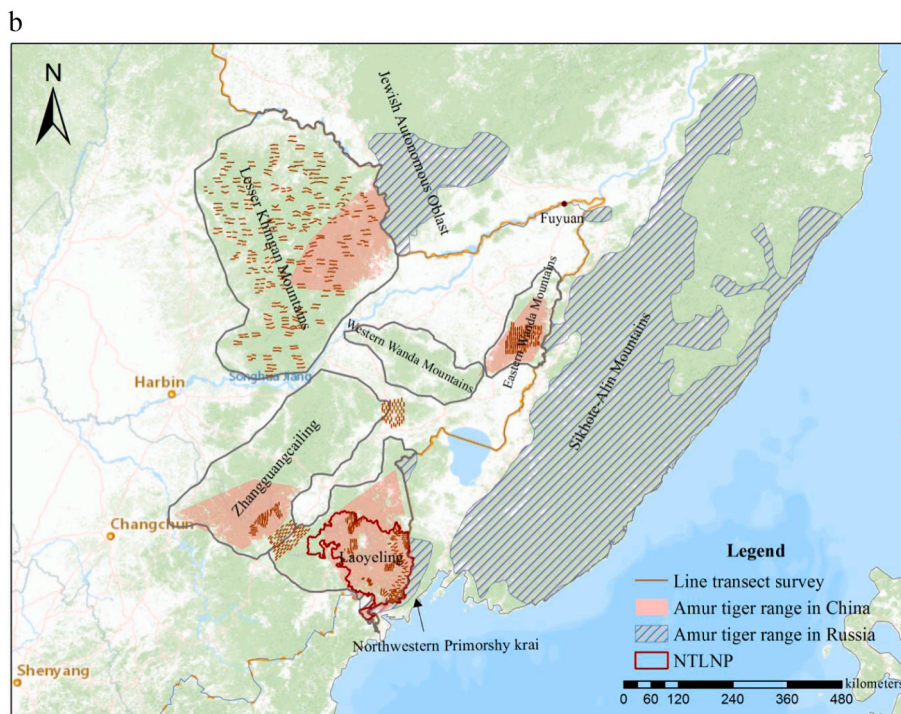 b
N
Jewish Autonomous Oblast
Lesser Khingan Mountains
Fuyuan
Eastern Wanda Mountains
Western Wanda Mountains
Sikhote-Alin Mountains
Harbin
Songhua Jiang
Zhangguangcailing
Changchun
Laoyeling
Northwestern Primorshy krai
Shenyang
Legend
Line transect survey
Amur tiger range in China
Amur tiger range in Russia
NTLNP
kilometers
0 60 120 240 360 480